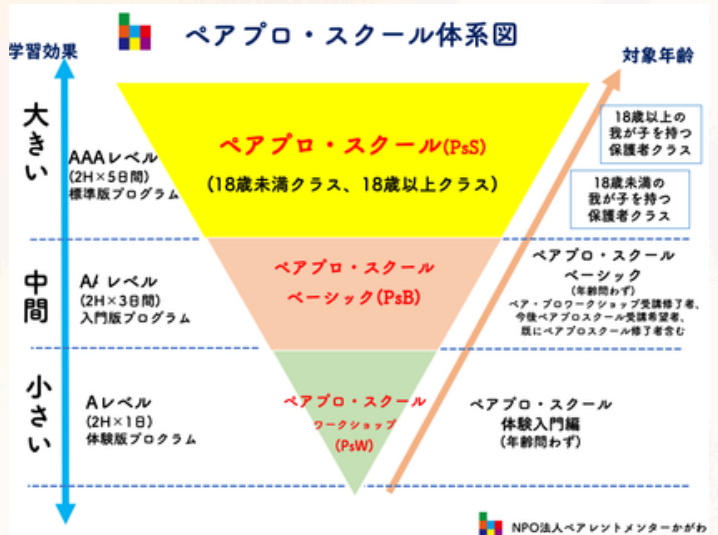 ペアプロ・スクール体系図
学習効果
対象年齢
大きい
AAAレベル
(2H×5日間)
標準版プログラム
ペアプロ・スクール(PsS)
(18歳未満クラス、18歳以上クラス)
18歳以上の
我が子を持つ
保護者クラス
18歳未満の
我が子を持つ
保護者クラス
中間
レベル
(2H×3日間)
入門版プログラム
ペアプロ・スクール
ベーシック(PsB)
ペアプロ・スクール
ベーシック
(年齢問わず)
ペア・プロワークショップ受講修了者、
今後ペアプロスクール受講希望者、
既にペアプロスクール修了者含む
小さい
Aレベル
(2H×1日)
体験版プログラム
ペアプロ・スクール
ワークショップ
(PsW)
ペアプロ・スクール
体験入門編
(年齢問わず)
NPO法人ペアレントメンターかがわ